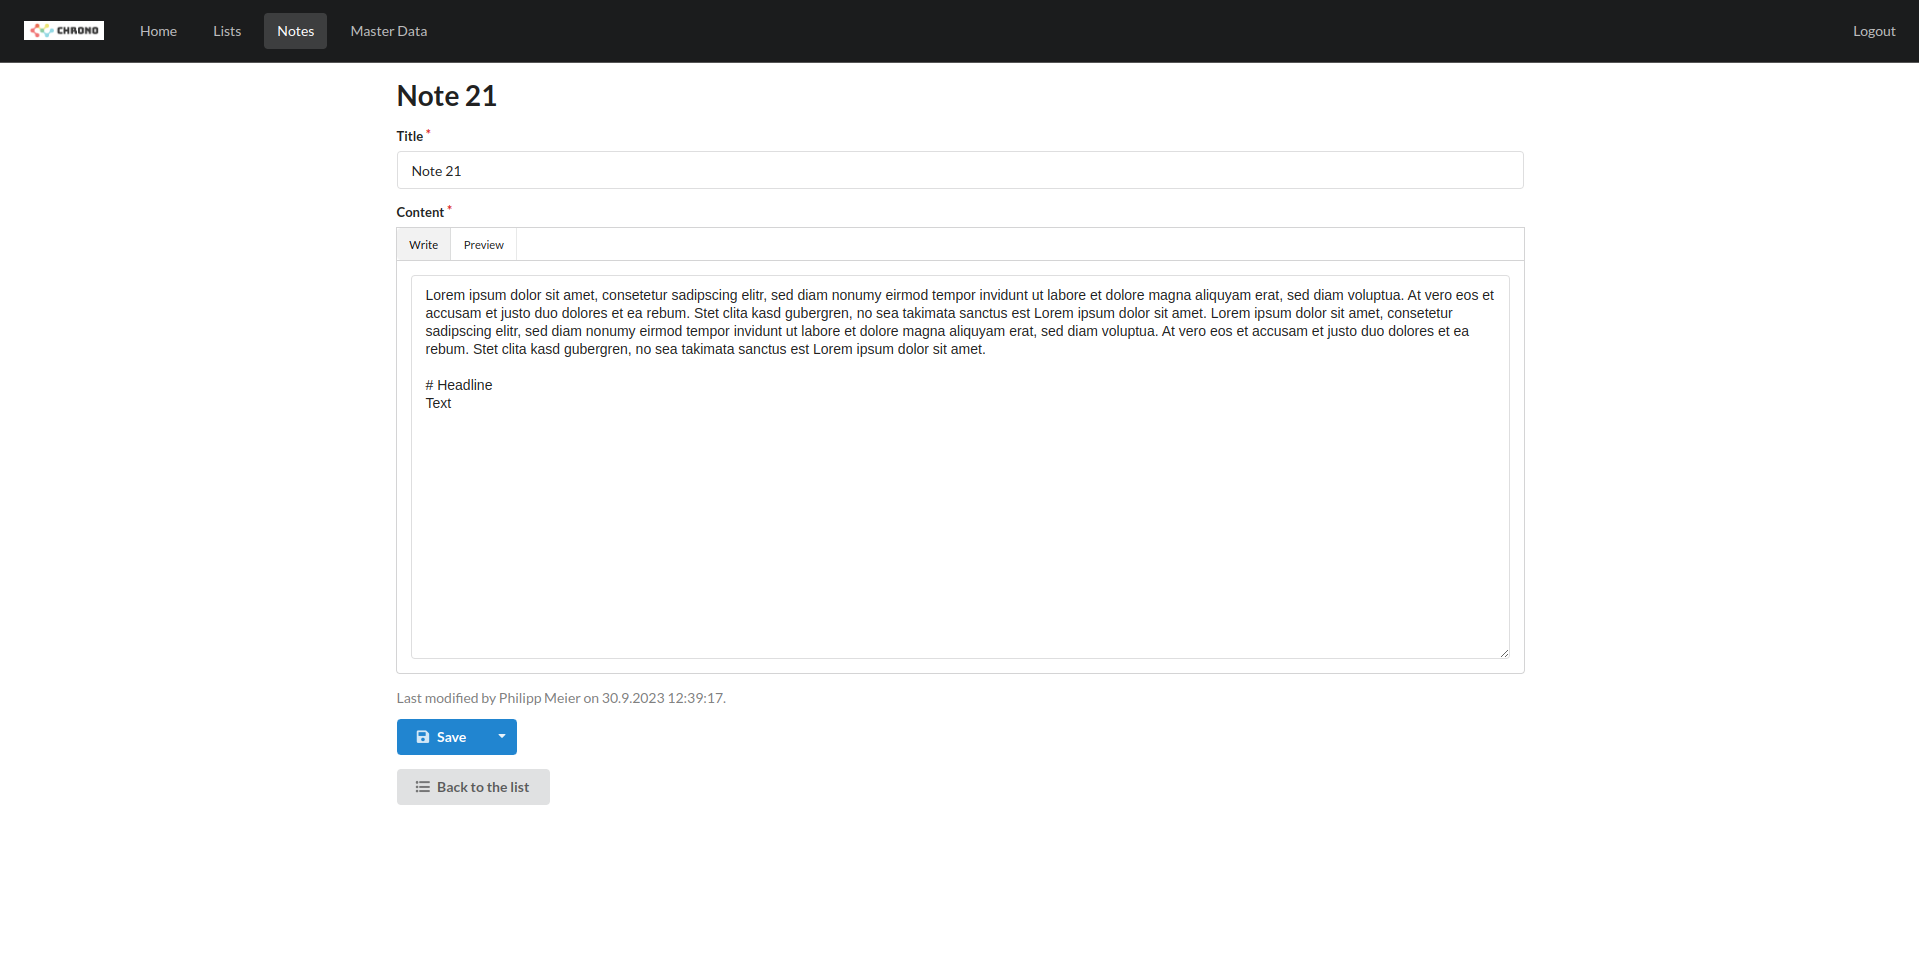 CHRONO Home Lists Notes Master Data Logout
Note 21
Title *
Note 21
Content *
Write Preview
Lorem ipsum dolor sit amet, consetetur sadipscing elitr, sed diam nonumy eirmod tempor invidunt ut labore et dolore magna aliquyam erat, sed diam voluptua. At vero eos et
accusam et justo duo dolores et ea rebum. Stet clita kasd gubergren, no sea takimata sanctus est Lorem ipsum dolor sit amet. Lorem ipsum dolor sit amet, consetetur
sadipscing elitr, sed diam nonumy eirmod tempor invidunt ut labore et dolore magna aliquyam erat, sed diam voluptua. At vero eos et accusam et justo duo dolores et ea
rebum. Stet clita kasd gubergren, no sea takimata sanctus est Lorem ipsum dolor sit amet.
# Headline
Text
Last modified by Philipp Meier on 30.9.2023 12:39:17.
Save
Back to the list